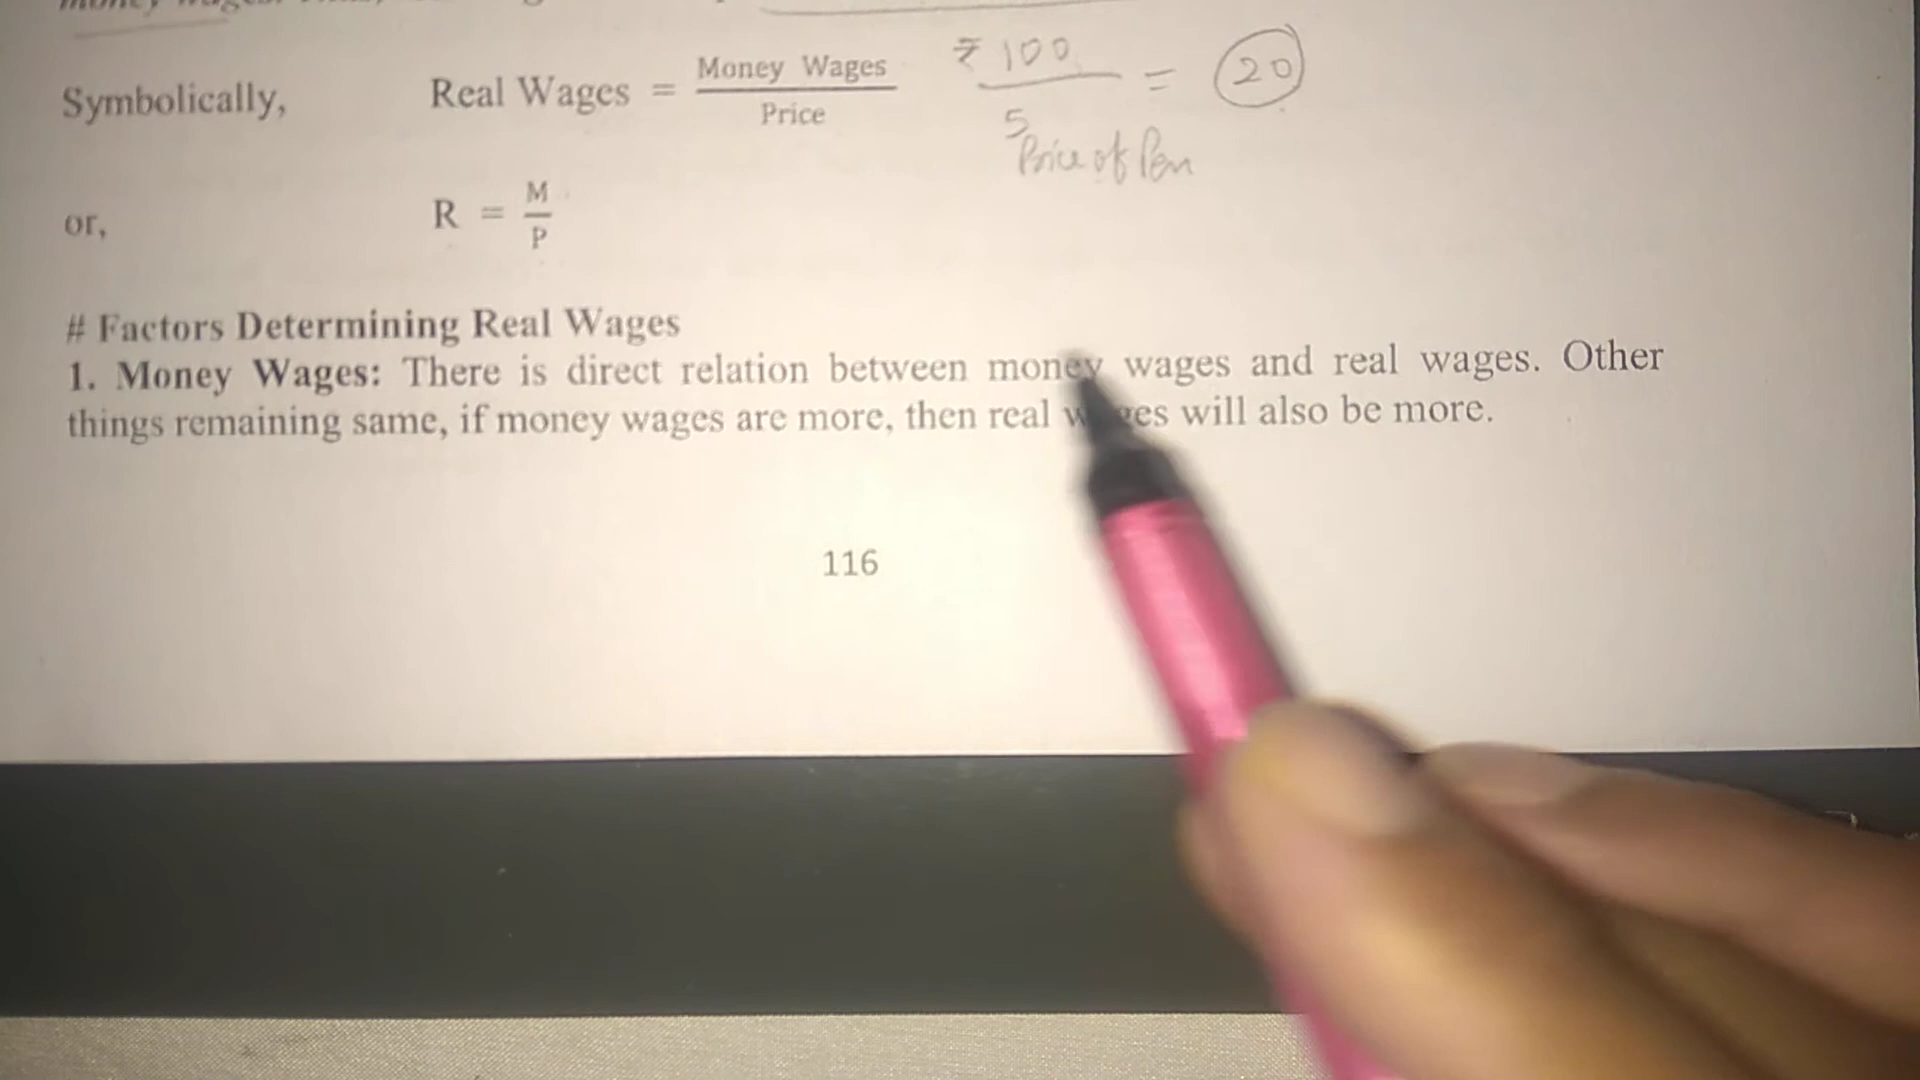 Symbolically, Real Wages = Money Wages / Price ₹ 100 / 5 = 20
Price of Pen
or, R = M / P
# Factors Determining Real Wages
1. Money Wages: There is direct relation between money wages and real wages. Other
things remaining same, if money wages are more, then real wages will also be more.
116